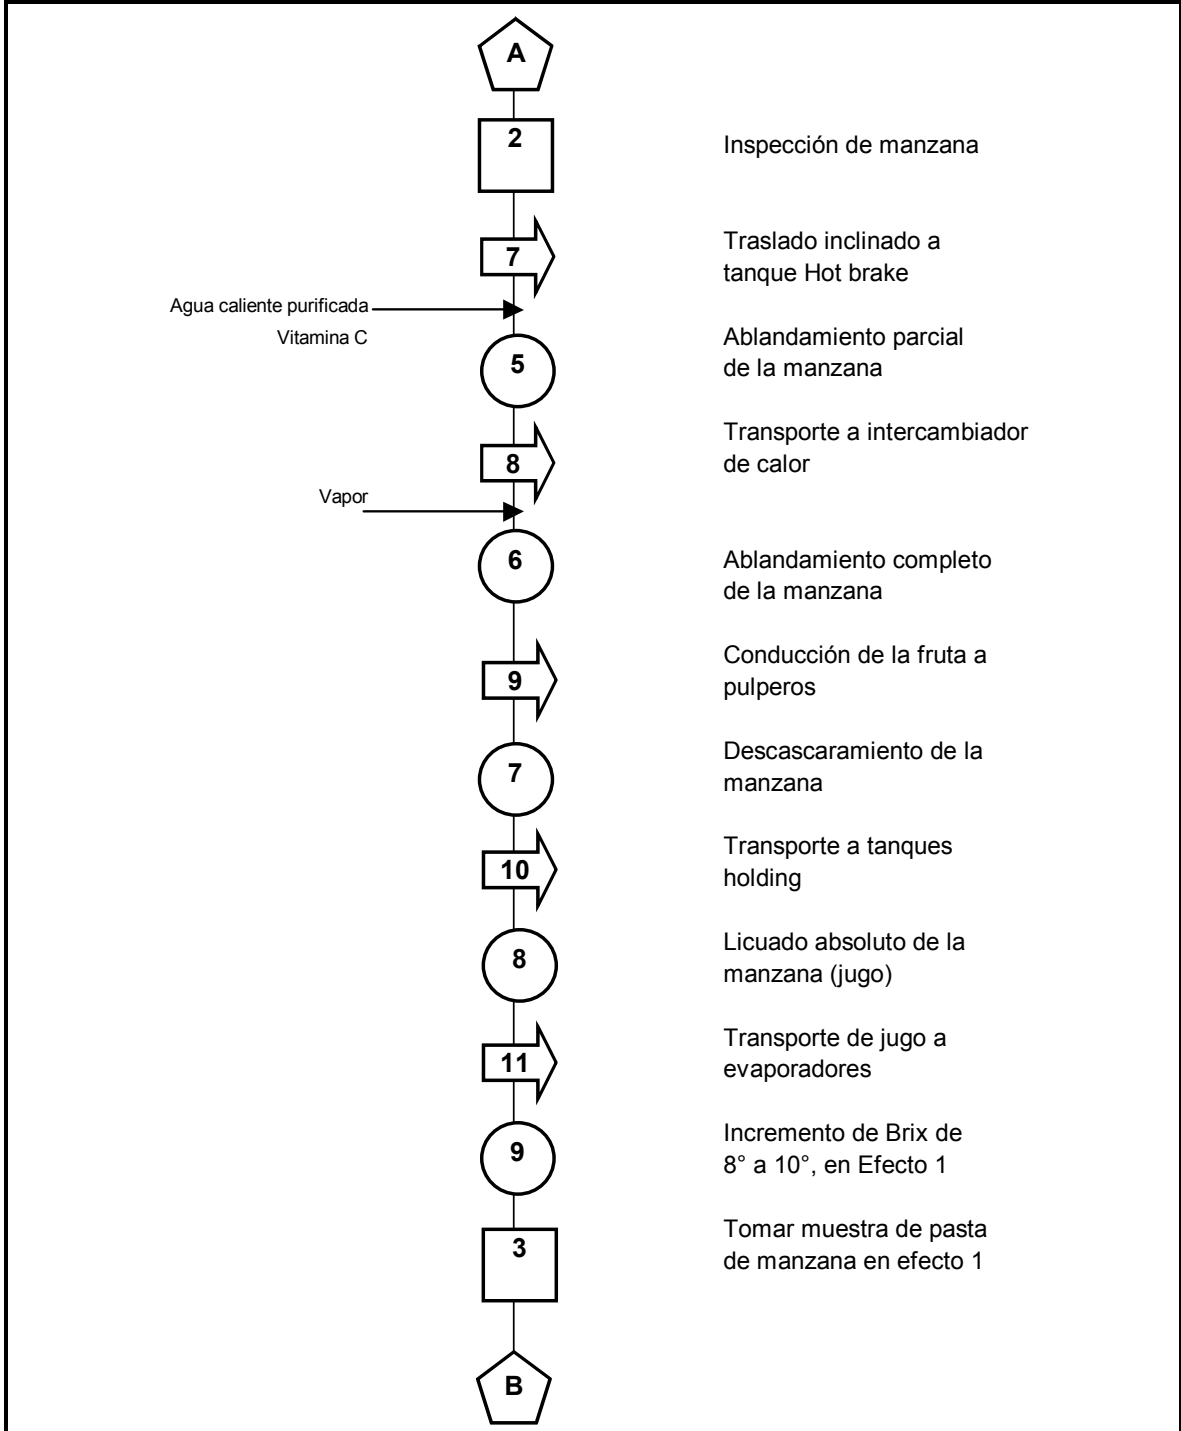 A
2
Inspección de manzana
7
Traslado inclinado a
tanque Hot brake
Agua caliente purificada
Vitamina C
5
Ablandamiento parcial
de la manzana
8
Transporte a intercambiador
de calor
Vapor
6
Ablandamiento completo
de la manzana
9
Conducción de la fruta a
pulperos
7
Descascaramiento de la
manzana
10
Transporte a tanques
holding
8
Licuado absoluto de la
manzana (jugo)
11
Transporte de jugo a
evaporadores
9
Incremento de Brix de
8° a 10°, en Efecto 1
3
Tomar muestra de pasta
de manzana en efecto 1
B